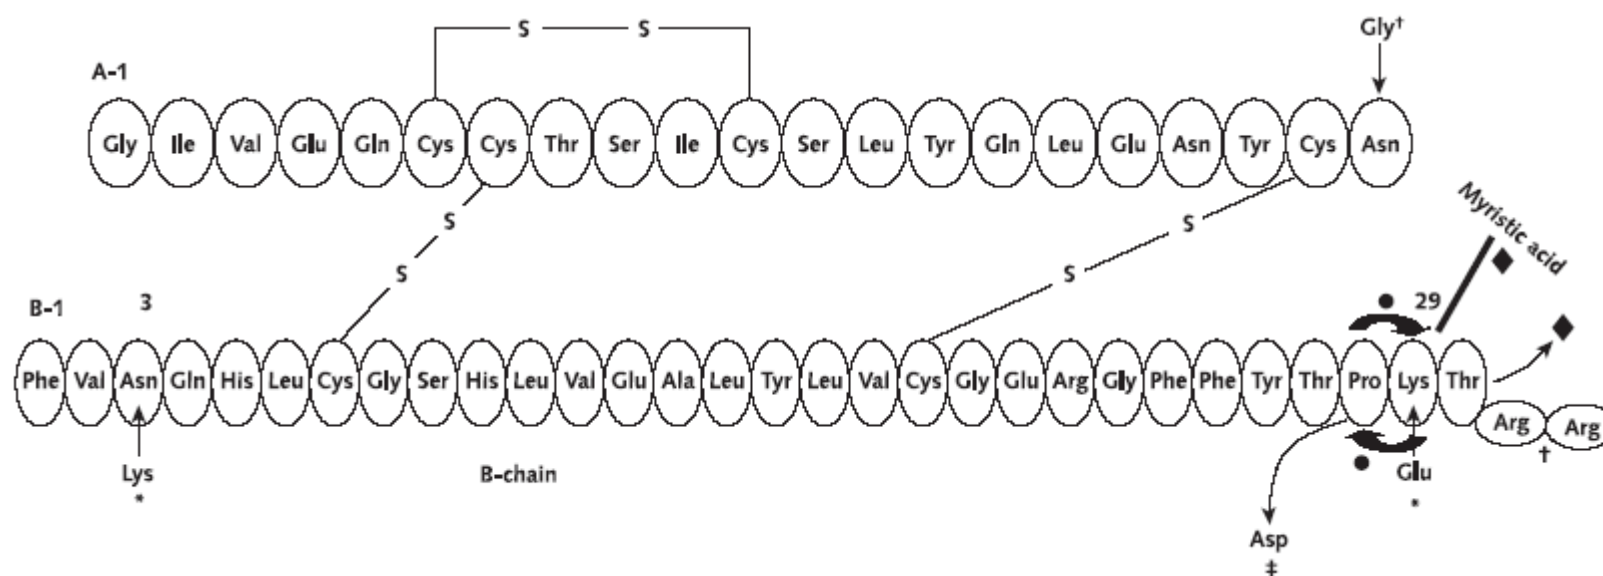 S S
Gly†
A-1
Gly Ile Val Glu Gln Cys Cys Thr Ser Ile Cys Ser Leu Tyr Gln Leu Glu Asn Tyr Cys Asn
S S
S S
Myristic acid ♦
B-1 3 ● 29 ♦
Phe Val Asn Gln His Leu Cys Gly Ser His Leu Val Glu Ala Leu Tyr Leu Val Cys Gly Glu Arg Gly Phe Phe Tyr Thr Pro Lys Thr
Arg Arg
†
Lys B-chain ● Glu
* *
Asp
‡